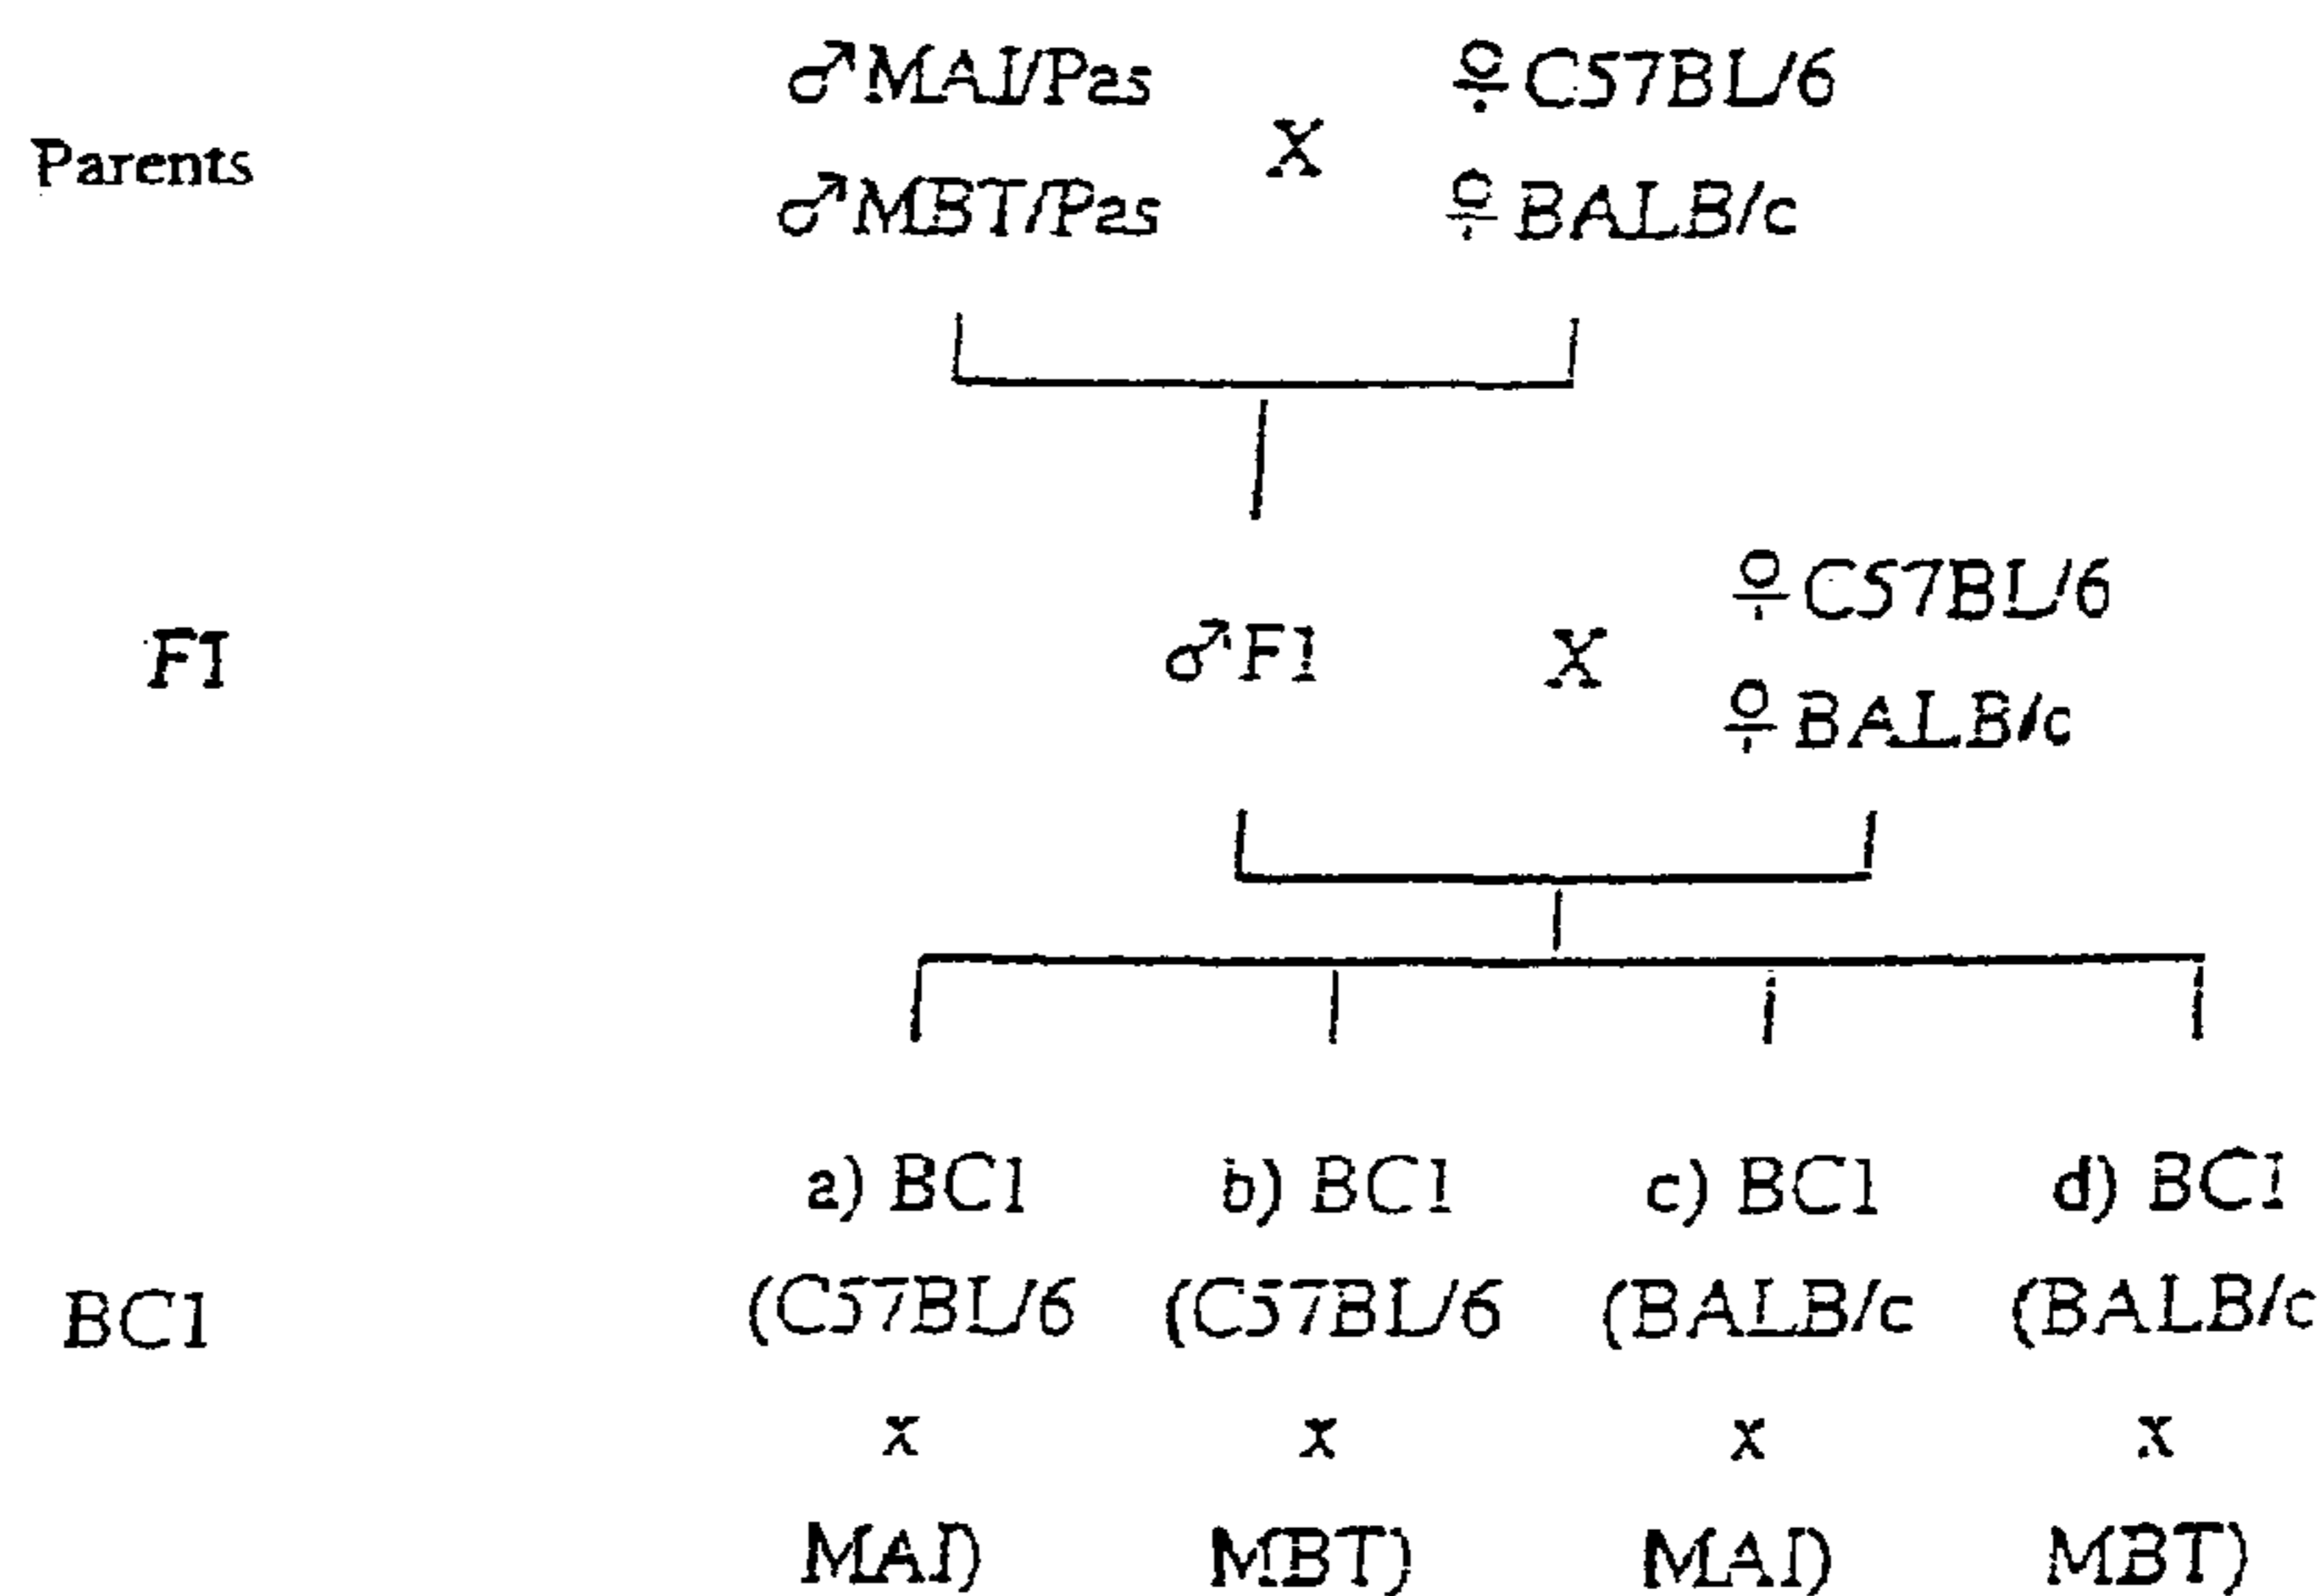 ♂MAI/Pas ♀C57BL/6
Parents X
♂MBT/Pas ♀BALB/c
♀C57BL/6
F1 ♂F1 X
♀BALB/c
a) BC1 b) BC1 c) BC1 d) BC1
BC1 (C57BL/6 (C57BL/6 (BALB/c (BALB/c
x x x x
MAI) MBT) MAI) MBT)